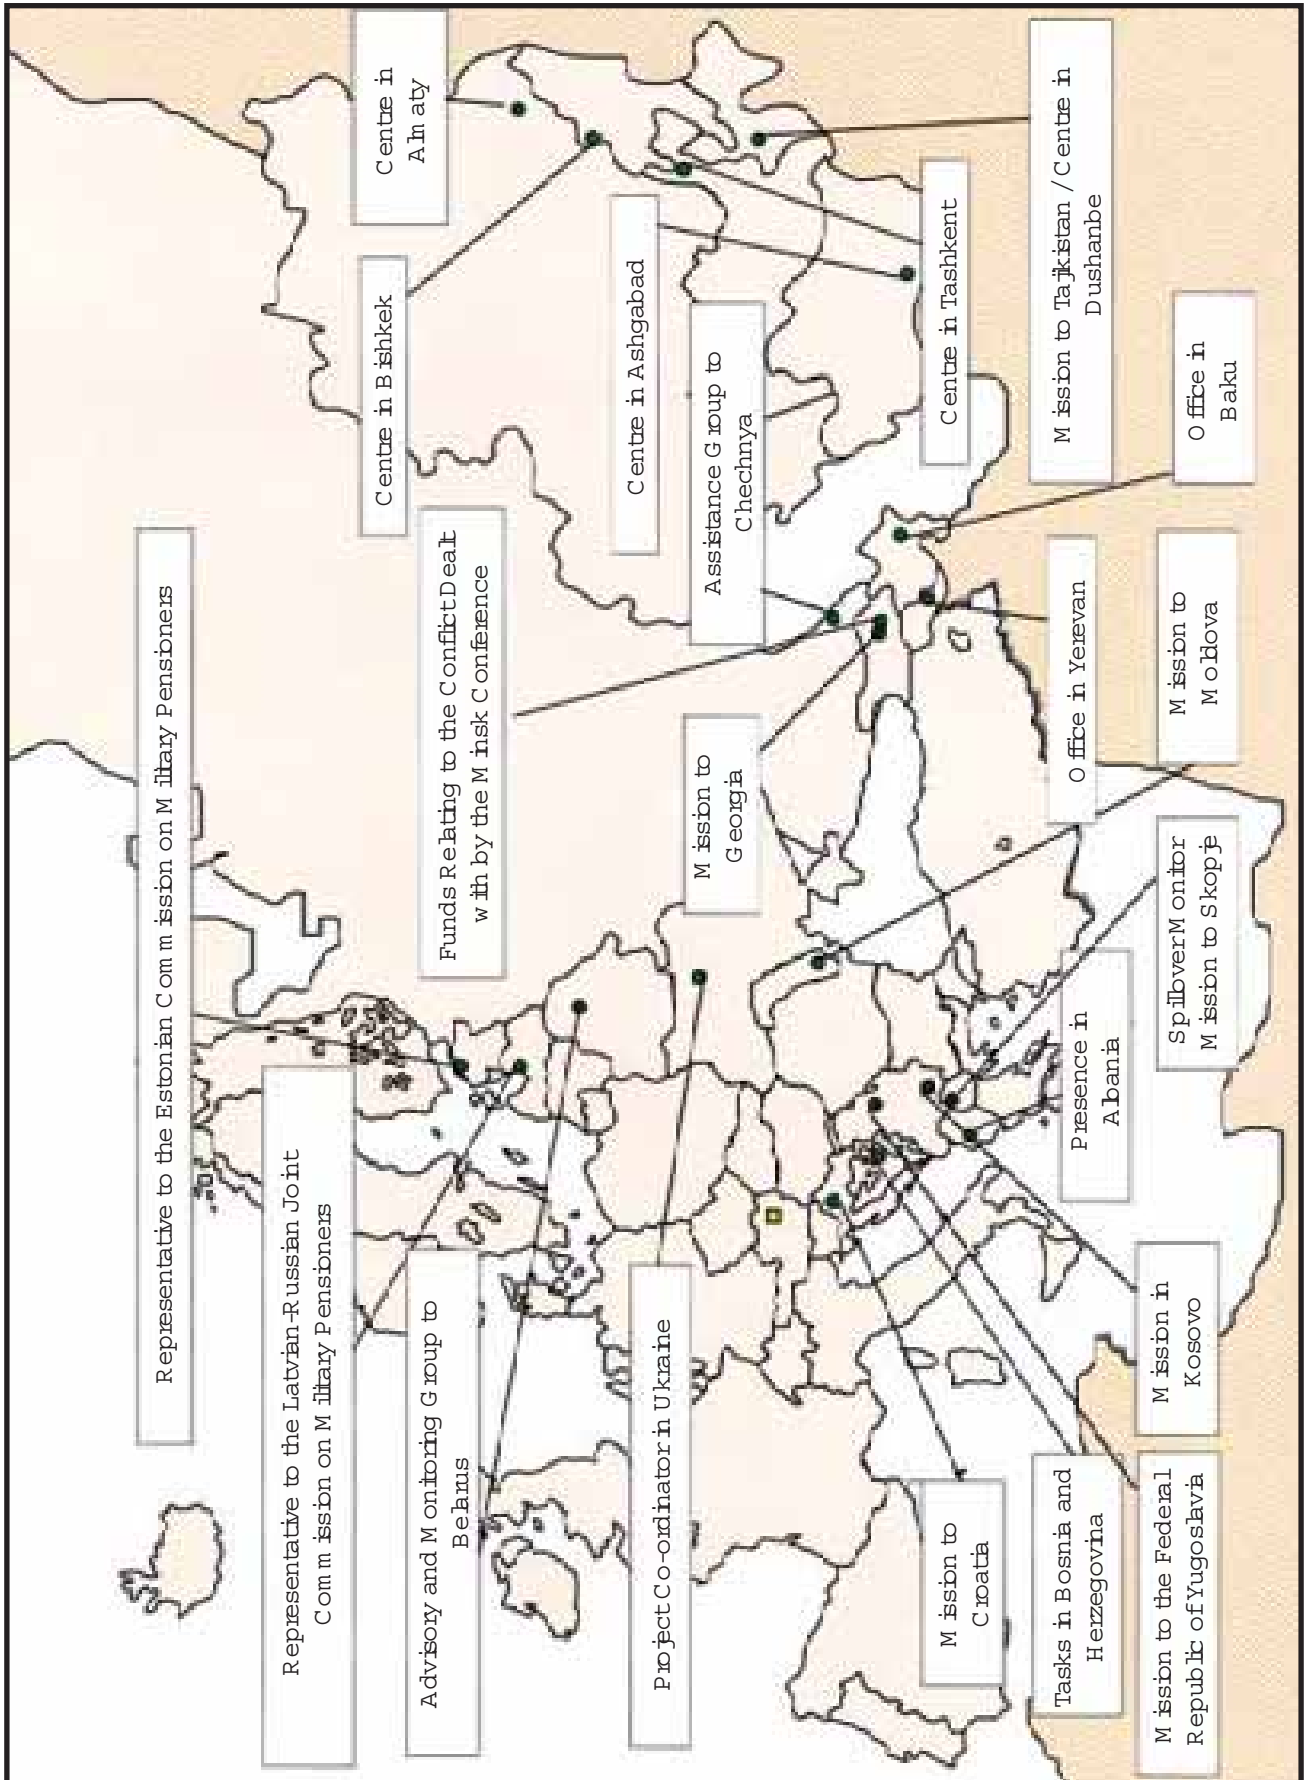 Representative to the Estonian Commission on Military Pensioners
Representative to the Latvian-Russian Joint
Commission on Military Pensioners
Centre in
Almaty
Centre in Bishkek
Advisory and Monitoring Group to
Belarus
Funds Relating to the Conflict Dealt
with by the Minsk Conference
Centre in Ashgabad
Project Co-ordinator in Ukraine
Mission to
Georgia
Assistance Group to
Chechnya
Centre in Tashkent
Mission to
Croatia
Mission to Tajikistan / Centre in
Dushanbe
Tasks in Bosnia and
Herzegovina
Presence in
Albania
Office in Yerevan
Office in
Baku
Mission to the Federal
Republic of Yugoslavia
Mission in
Kosovo
Spillover Monitor
Mission to Skopje
Mission to
Moldova